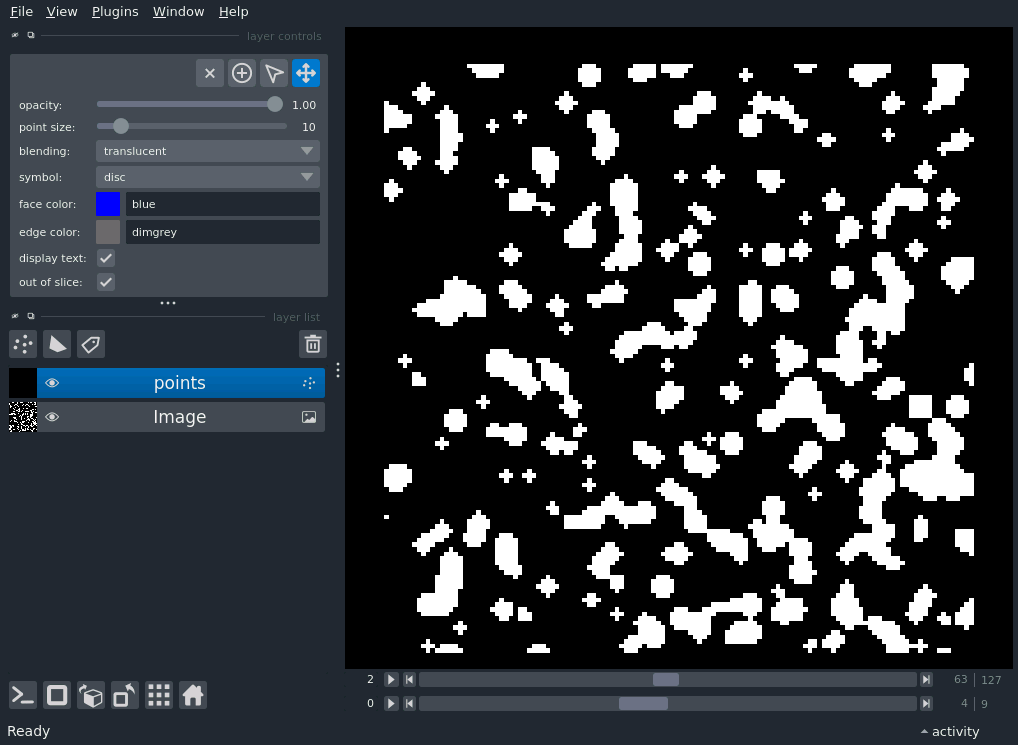 File View Plugins Window Help
layer controls
opacity: 1.00
point size: 10
blending: translucent
symbol: disc
face color: blue
edge color: dimgrey
display text:
out of slice:
layer list
points
Image
2 63 127
0 4 9
Ready activity